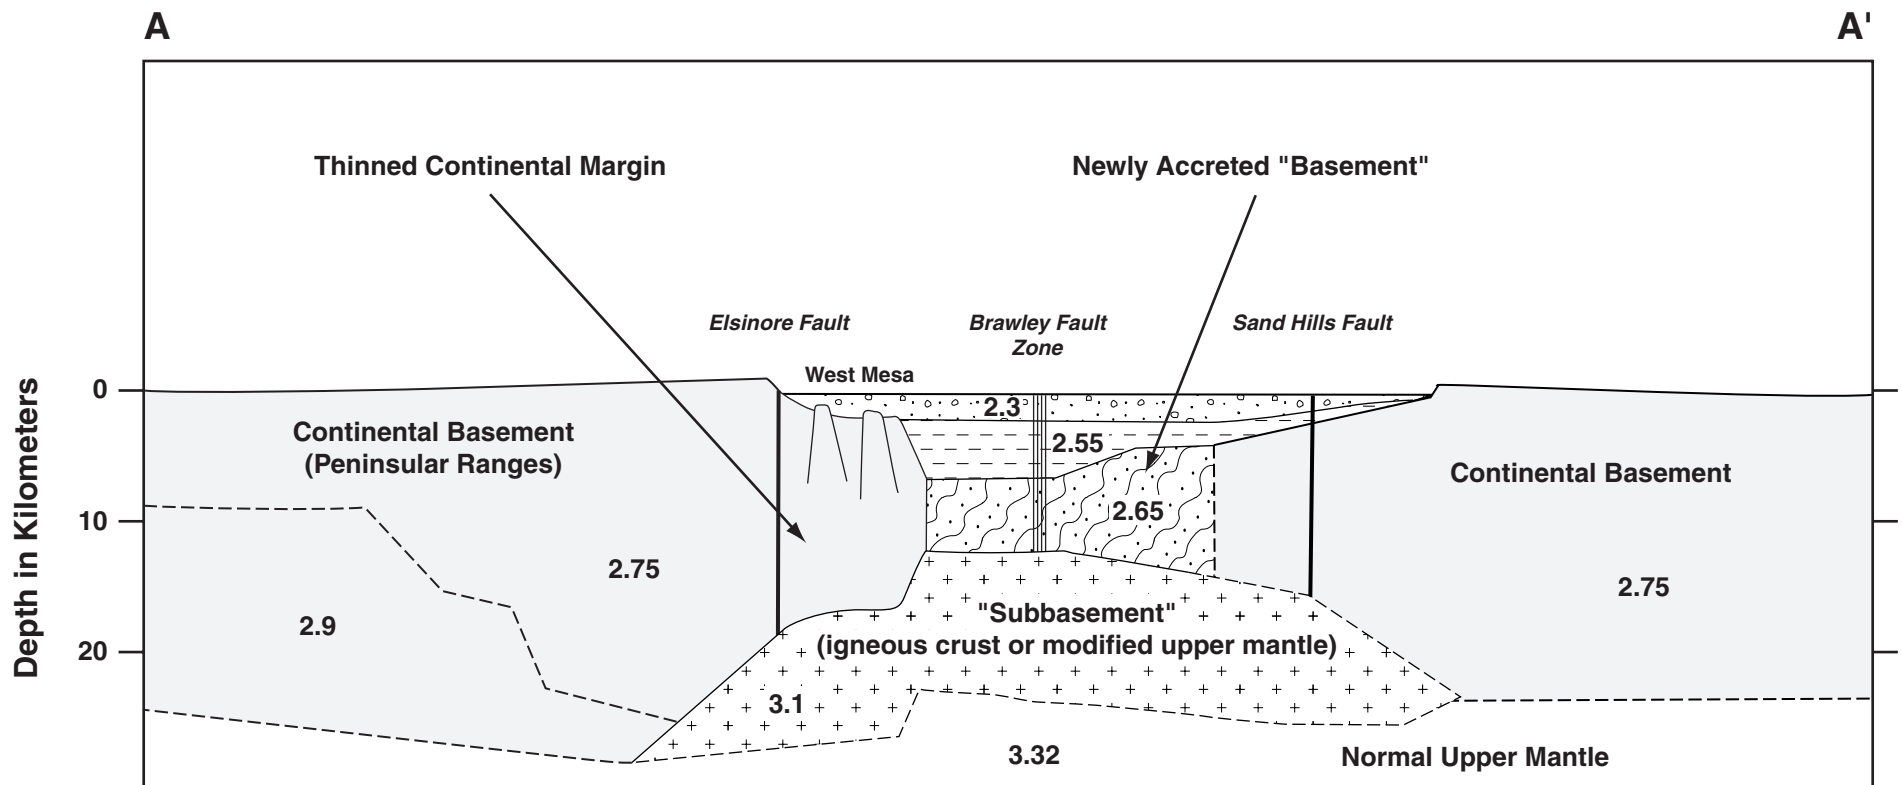 A
A'
Thinned Continental Margin
Newly Accreted "Basement"
Elsinore Fault
Brawley Fault
Zone
Sand Hills Fault
West Mesa
Depth in Kilometers
0
10
20
Continental Basement
(Peninsular Ranges)
2.3
2.55
2.65
Continental Basement
2.75
2.75
2.9
"Subbasement"
(igneous crust or modified upper mantle)
3.1
3.32
Normal Upper Mantle